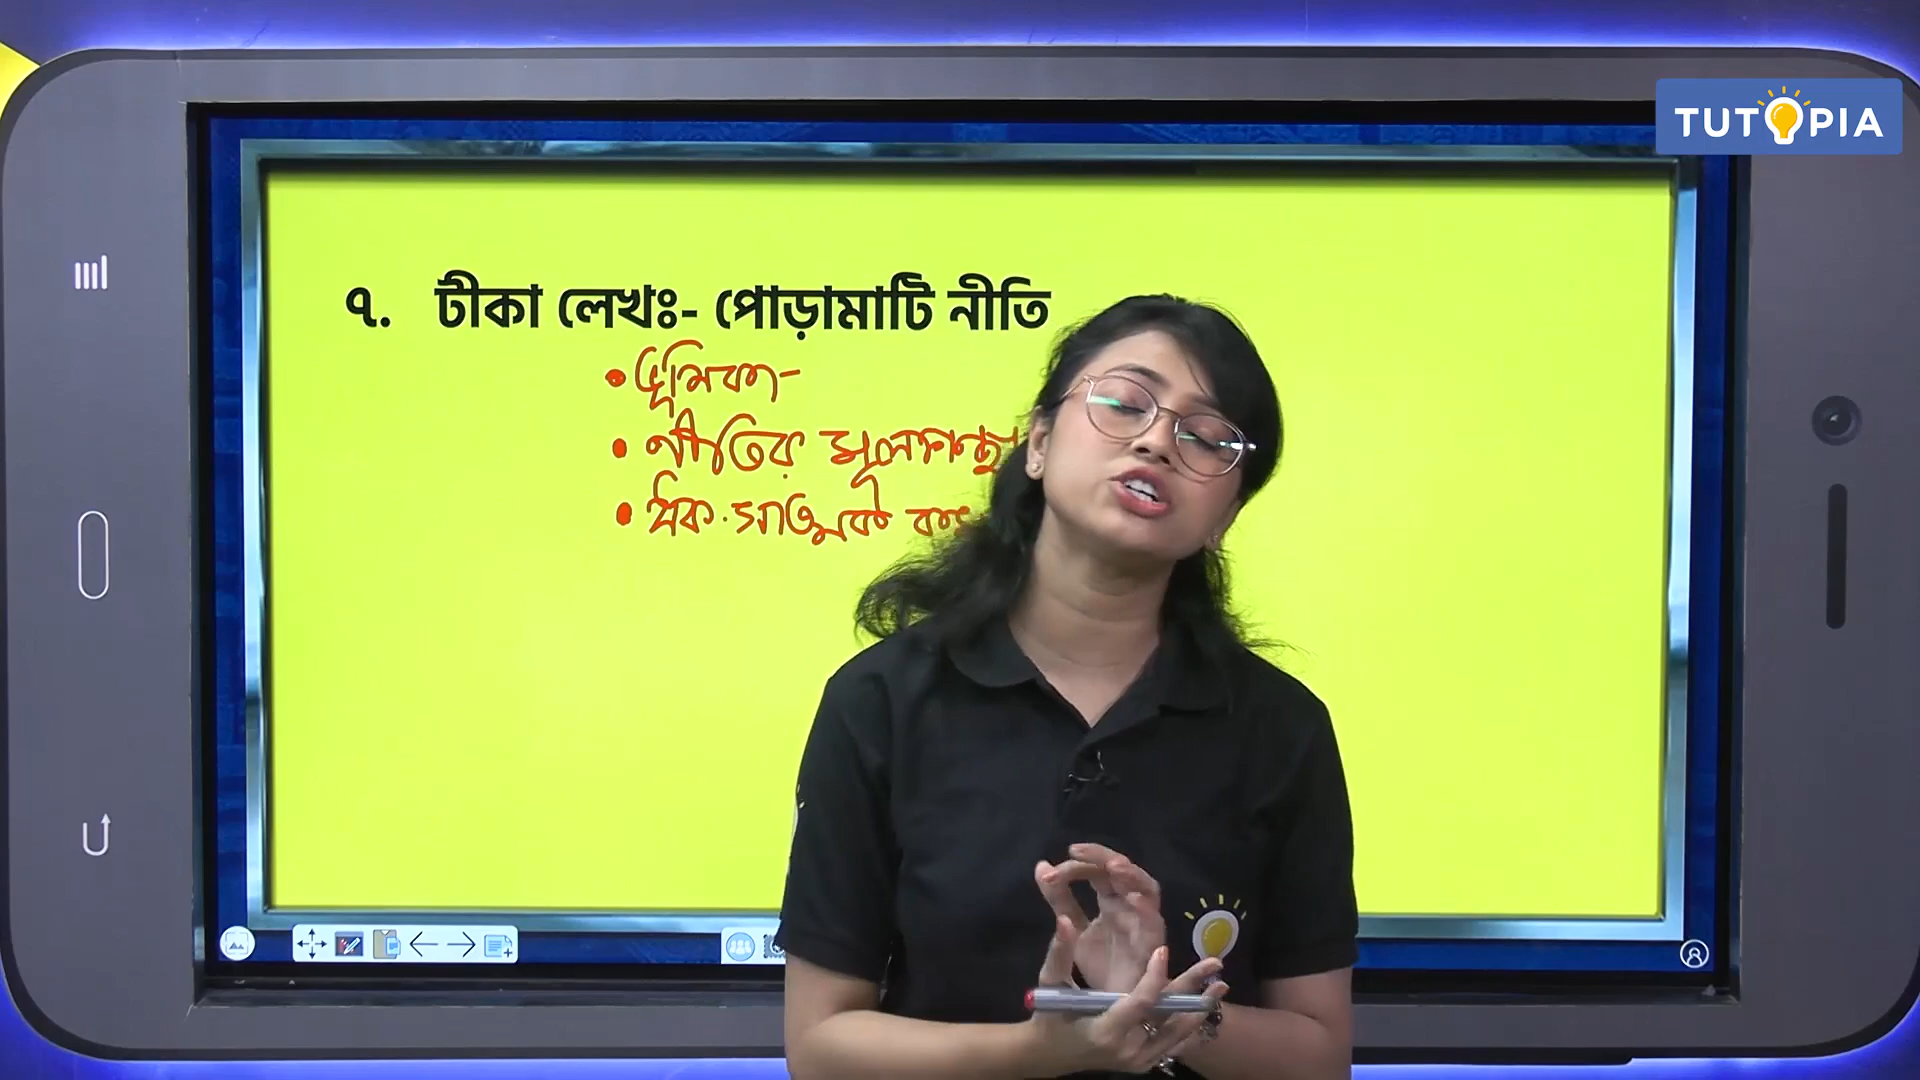 TUTOPIA
৭. টীকা লেখঃ- পোড়ামাটি নীতি
• ভূমিকা-
• নীতির মূলকথা